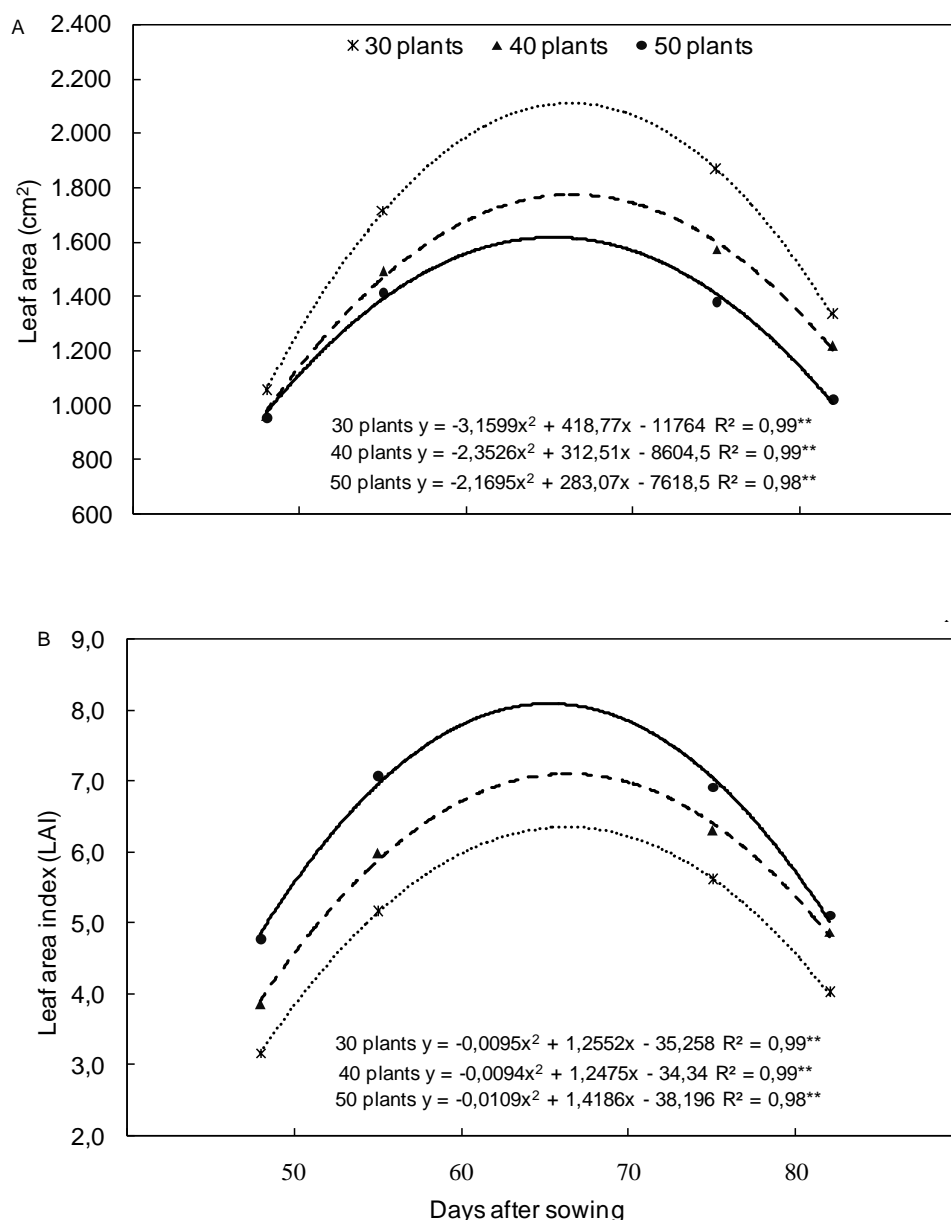 A
2.400
2.200
2.000
1.800
1.600
1.400
1.200
1.000
800
600
Leaf area (cm²)
30 plants 40 plants 50 plants
30 plants y = -3,1599x² + 418,77x - 11764 R² = 0,99**
40 plants y = -2,3526x² + 312,51x - 8604,5 R² = 0,99**
50 plants y = -2,1695x² + 283,07x - 7618,5 R² = 0,98**
B
9,0
8,0
7,0
6,0
5,0
4,0
3,0
2,0
Leaf area index (LAI)
30 plants y = -0,0095x² + 1,2552x - 35,258 R² = 0,99**
40 plants y = -0,0094x² + 1,2475x - 34,34 R² = 0,99**
50 plants y = -0,0109x² + 1,4186x - 38,196 R² = 0,98**
50 60 70 80
Days after sowing